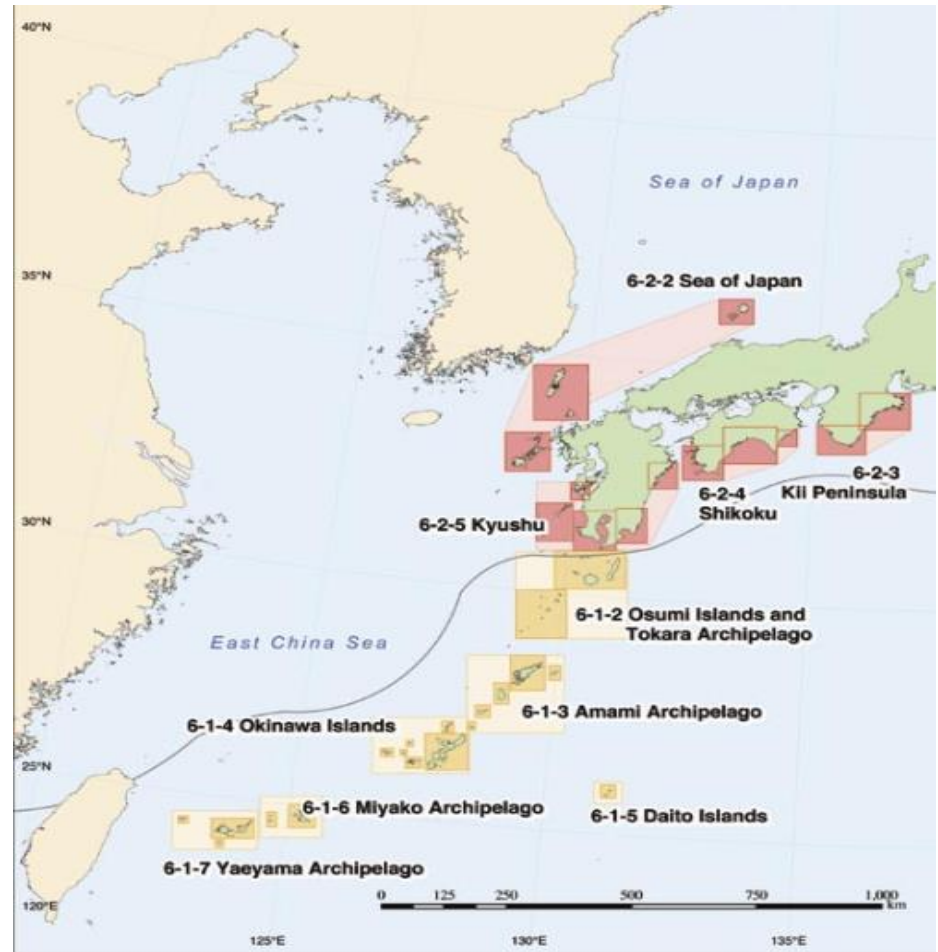 40°N
Sea of Japan
35°N
6-2-2 Sea of Japan
6-2-3
Kii Peninsula
6-2-4
Shikoku
30°N
6-2-5 Kyushu
6-1-2 Osumi Islands and
Tokara Archipelago
East China Sea
6-1-3 Amami Archipelago
6-1-4 Okinawa Islands
25°N
6-1-6 Miyako Archipelago
6-1-5 Daito Islands
6-1-7 Yaeyama Archipelago
0 125 250 500 750 1,000
km
120°E
125°E 130°E 135°E